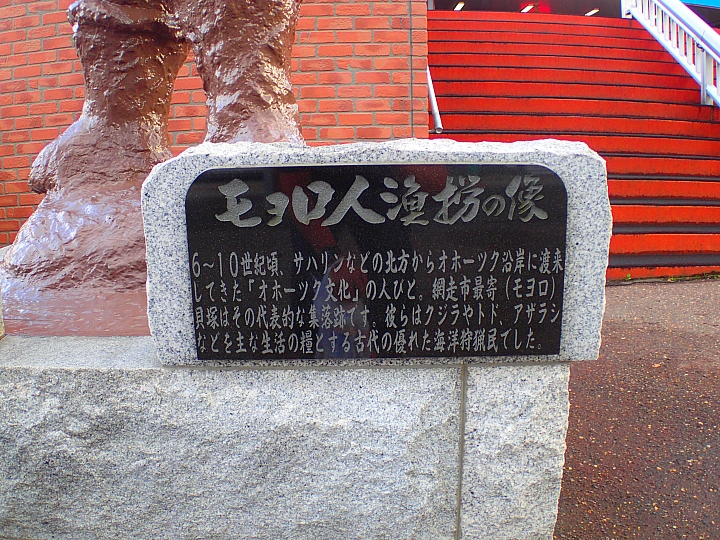 モヨロ人漁撈の像
6～10世紀頃、サハリンなどの北方からオホーツク沿岸に渡来
してきた「オホーツク文化」の人びと。網走市最寄（モヨロ）
貝塚はその代表的な集落跡です。彼らはクジラやトド、アザラシ
などを主な生活の糧とする古代の優れた海洋狩猟民でした。